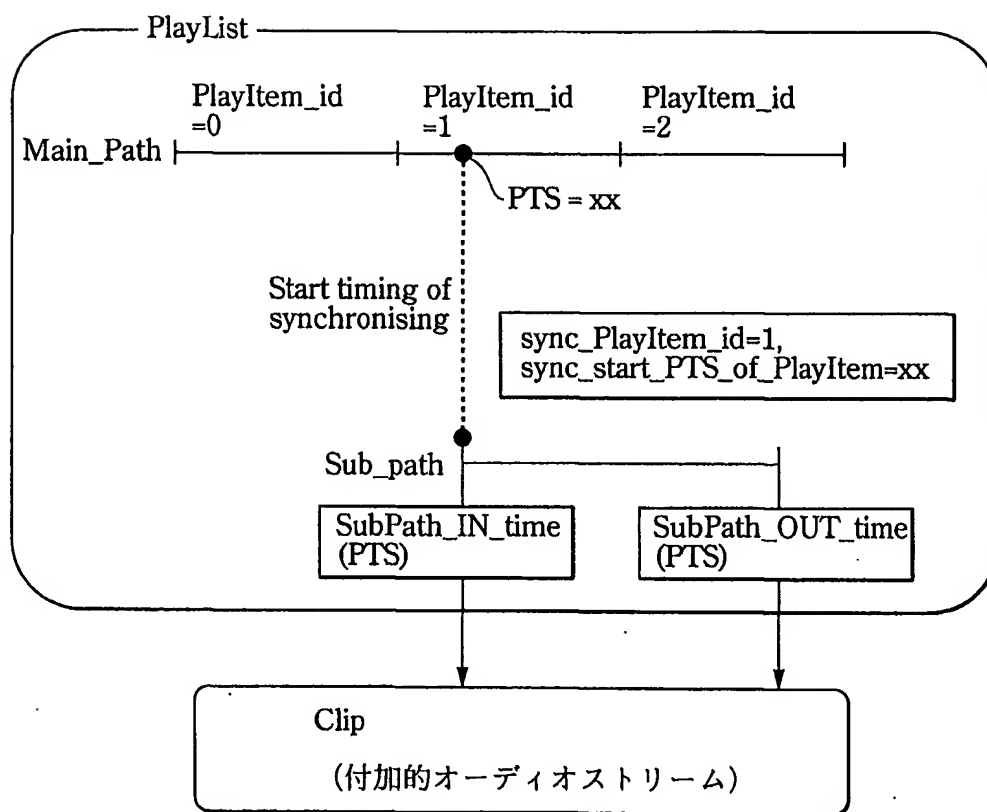 PlayList
PlayItem_id
=0
PlayItem_id
=1
PlayItem_id
=2
Main_Path
PTS = xx
Start timing of
synchronising
sync_PlayItem_id=1,
sync_start_PTS_of_PlayItem=xx
Sub_path
SubPath_IN_time
(PTS)
SubPath_OUT_time
(PTS)
Clip
(付加的オーディオストリーム)